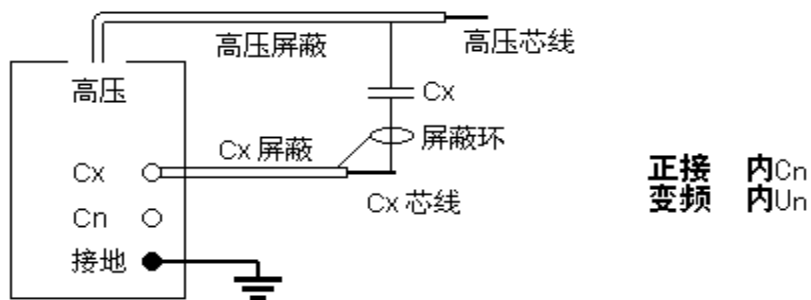 高压屏蔽
高压芯线
高压
Cx
Cx 屏蔽
屏蔽环
Cx
Cx 芯线
Cn
接地
正接 内Cn
变频 内Un